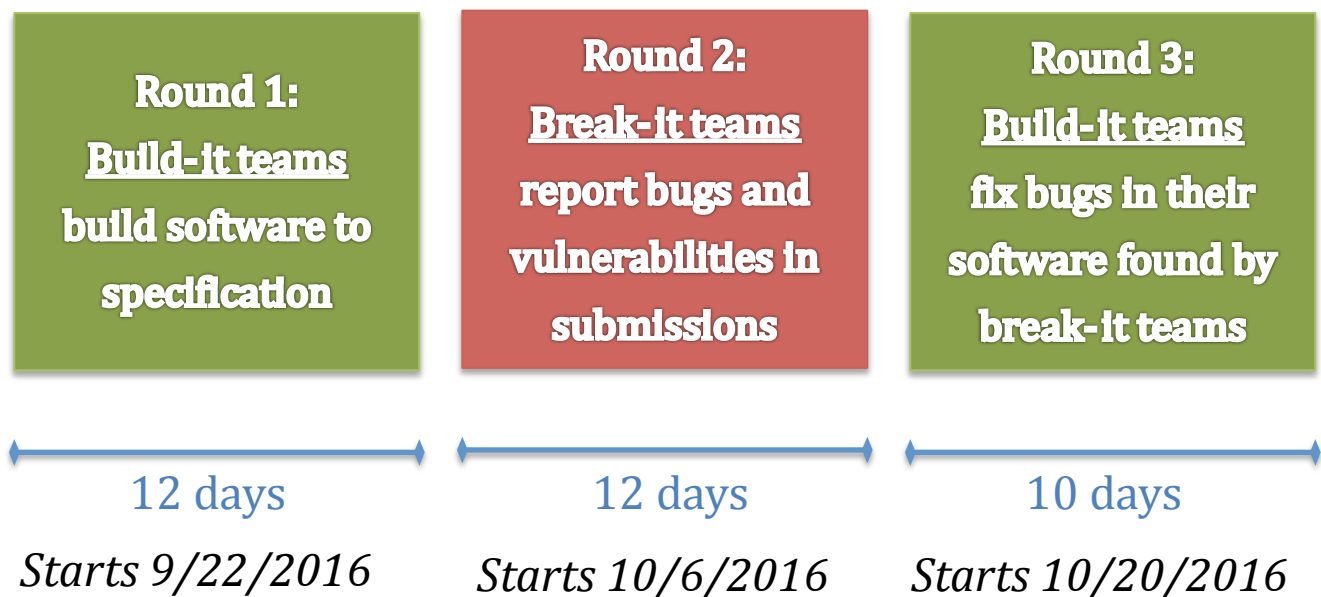 Round 1:
Build-it teams
build software to
specification
Round 2:
Break-it teams
report bugs and
vulnerabilities in
submissions
Round 3:
Build-it teams
fix bugs in their
software found by
break-it teams
12 days
12 days
10 days
Starts 9/22/2016
Starts 10/6/2016
Starts 10/20/2016